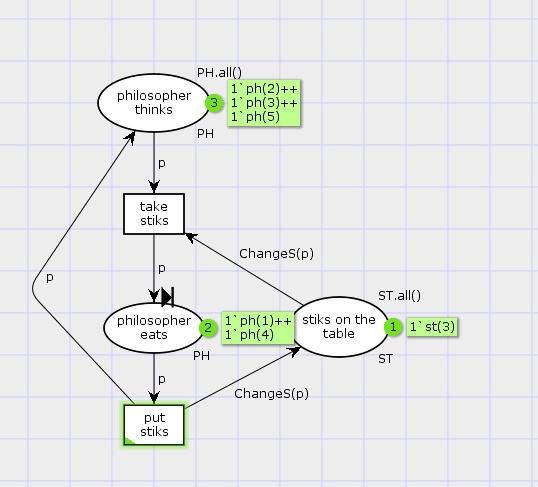 PH.all()
philosopher
thinks
3
1`ph(2)++
1`ph(3)++
1`ph(5)
PH
p
take
stiks
ChangeS(p)
p
p
ST.all()
philosopher
eats
2
1`ph(1)++
1`ph(4)
stiks on the
table
1
1`st(3)
PH
ST
p
ChangeS(p)
put
stiks